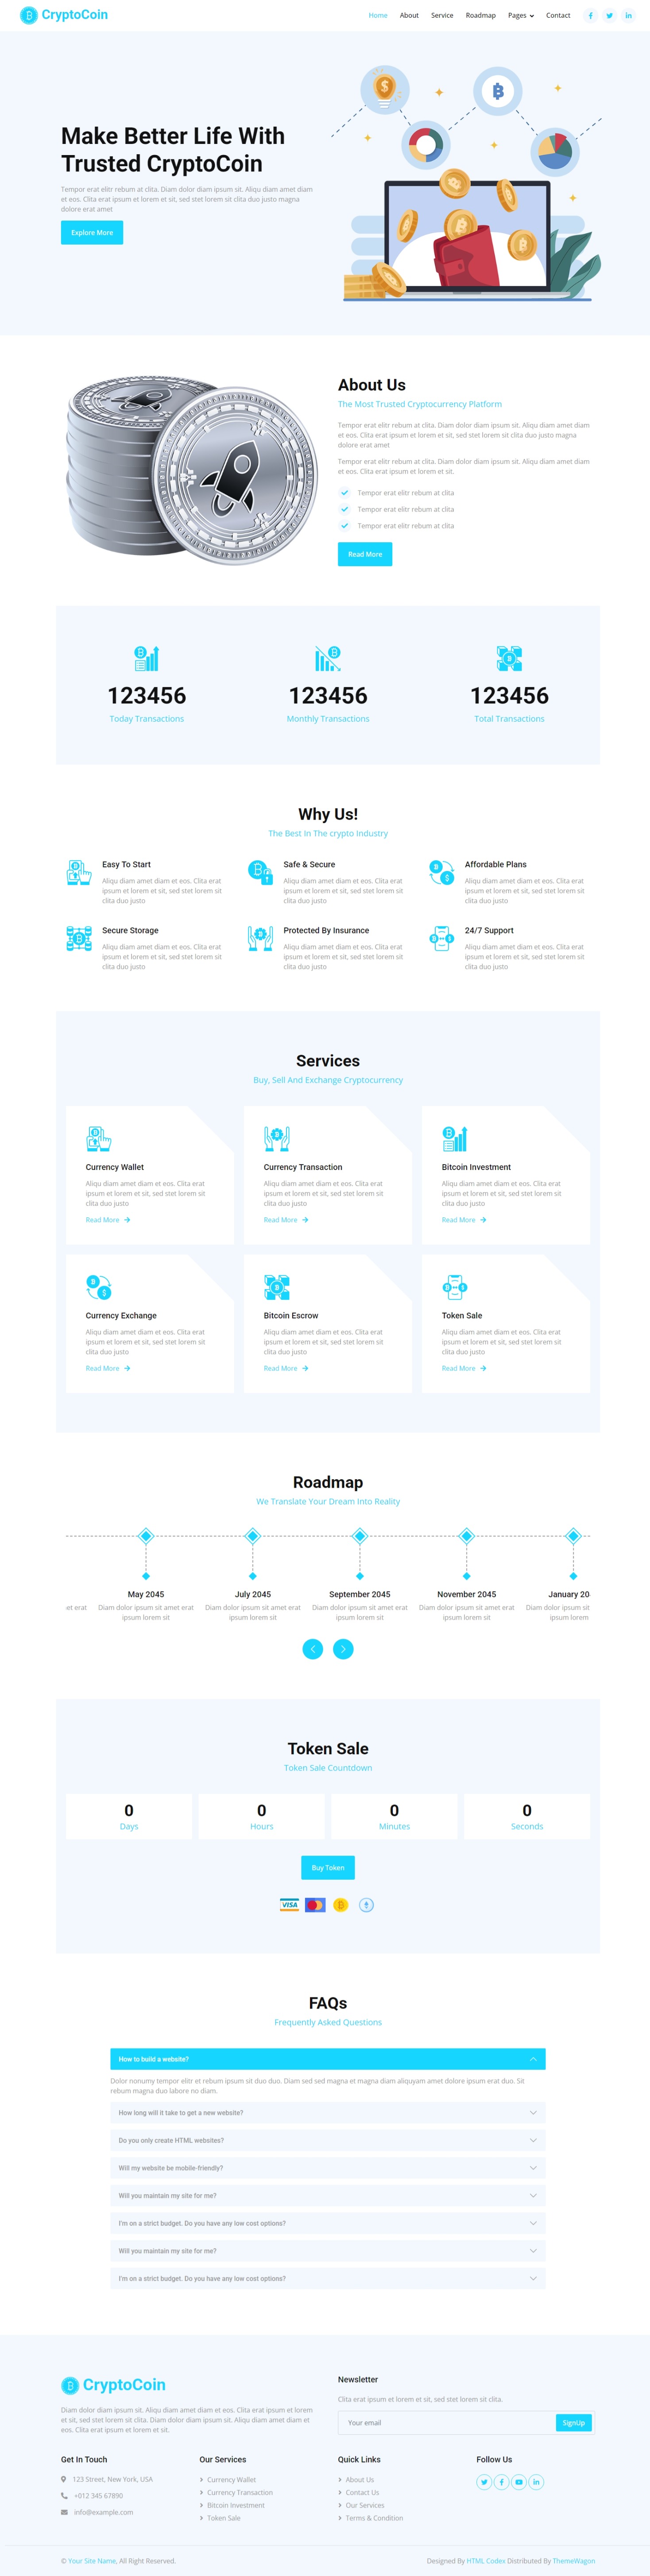 CryptoCoin
Home About Service Roadmap Pages Contact
Make Better Life With
Trusted CryptoCoin
Tempor erat elitr rebum at clita. Diam dolor diam ipsum sit. Aliqu diam amet diam
et eos. Clita erat ipsum et lorem et sit, sed stet lorem sit clita duo justo magna
dolore erat amet
Explore More
About Us
The Most Trusted Cryptocurrency Platform
Tempor erat elitr rebum at clita. Diam dolor diam ipsum sit. Aliqu diam amet diam
et eos. Clita erat ipsum et lorem et sit, sed stet lorem sit clita duo justo magna
dolore erat amet
Tempor erat elitr rebum at clita. Diam dolor diam ipsum sit. Aliqu diam amet diam
et eos. Clita erat ipsum et lorem et sit.
Tempor erat elitr rebum at clita
Tempor erat elitr rebum at clita
Tempor erat elitr rebum at clita
Read More
123456
Today Transactions
123456
Monthly Transactions
123456
Total Transactions
Why Us!
The Best In The crypto Industry
Easy To Start
Aliqu diam amet diam et eos. Clita erat
ipsum et lorem et sit, sed stet lorem sit
clita duo justo
Safe & Secure
Aliqu diam amet diam et eos. Clita erat
ipsum et lorem et sit, sed stet lorem sit
clita duo justo
Affordable Plans
Aliqu diam amet diam et eos. Clita erat
ipsum et lorem et sit, sed stet lorem sit
clita duo justo
Secure Storage
Aliqu diam amet diam et eos. Clita erat
ipsum et lorem et sit, sed stet lorem sit
clita duo justo
Protected By Insurance
Aliqu diam amet diam et eos. Clita erat
ipsum et lorem et sit, sed stet lorem sit
clita duo justo
24/7 Support
Aliqu diam amet diam et eos. Clita erat
ipsum et lorem et sit, sed stet lorem sit
clita duo justo
Services
Buy, Sell And Exchange Cryptocurrency
Currency Wallet
Aliqu diam amet diam et eos. Clita erat
ipsum et lorem et sit, sed stet lorem sit
clita duo justo
Read More
Currency Transaction
Aliqu diam amet diam et eos. Clita erat
ipsum et lorem et sit, sed stet lorem sit
clita duo justo
Read More
Bitcoin Investment
Aliqu diam amet diam et eos. Clita erat
ipsum et lorem et sit, sed stet lorem sit
clita duo justo
Read More
Currency Exchange
Aliqu diam amet diam et eos. Clita erat
ipsum et lorem et sit, sed stet lorem sit
clita duo justo
Read More
Bitcoin Escrow
Aliqu diam amet diam et eos. Clita erat
ipsum et lorem et sit, sed stet lorem sit
clita duo justo
Read More
Token Sale
Aliqu diam amet diam et eos. Clita erat
ipsum et lorem et sit, sed stet lorem sit
clita duo justo
Read More
Roadmap
We Translate Your Dream Into Reality
et erat
May 2045
Diam dolor ipsum sit amet erat
ipsum lorem sit
July 2045
Diam dolor ipsum sit amet erat
ipsum lorem sit
September 2045
Diam dolor ipsum sit amet erat
ipsum lorem sit
November 2045
Diam dolor ipsum sit amet erat
ipsum lorem sit
January 20
Diam dolor ipsum sit
ipsum lorem
Token Sale
Token Sale Countdown
0
Days
0
Hours
0
Minutes
0
Seconds
Buy Token
VISA
FAQs
Frequently Asked Questions
How to build a website?
Dolor nonumy tempor elitr et rebum ipsum sit duo duo. Diam sed sed magna et magna diam aliquyam amet dolore ipsum erat duo. Sit
rebum magna duo labore no diam.
How long will it take to get a new website?
Do you only create HTML websites?
Will my website be mobile-friendly?
Will you maintain my site for me?
I'm on a strict budget. Do you have any low cost options?
Will you maintain my site for me?
I'm on a strict budget. Do you have any low cost options?
CryptoCoin
Diam dolor diam ipsum sit. Aliqu diam amet diam et eos. Clita erat ipsum et lorem
et sit, sed stet lorem sit clita. Diam dolor diam ipsum sit. Aliqu diam amet diam et
eos. Clita erat ipsum et lorem et sit.
Newsletter
Clita erat ipsum et lorem et sit, sed stet lorem sit clita.
Your email
SignUp
Get In Touch
123 Street, New York, USA
+012 345 67890
info@example.com
Our Services
Currency Wallet
Currency Transaction
Bitcoin Investment
Token Sale
Quick Links
About Us
Contact Us
Our Services
Terms & Condition
Follow Us
© Your Site Name, All Right Reserved.
Designed By HTML Codex Distributed By ThemeWagon